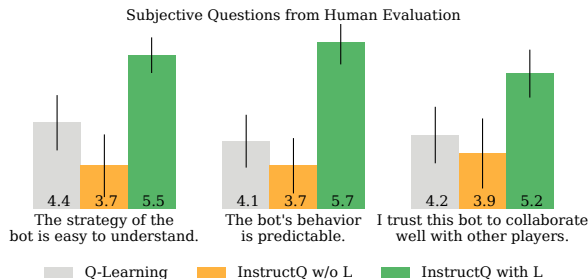 Subjective Questions from Human Evaluation
4.4 3.7 5.5 4.1 3.7 5.7 4.2 3.9 5.2
The strategy of the
bot is easy to understand.
The bot's behavior
is predictable.
I trust this bot to collaborate
well with other players.
Q-Learning InstructQ w/o L InstructQ with L